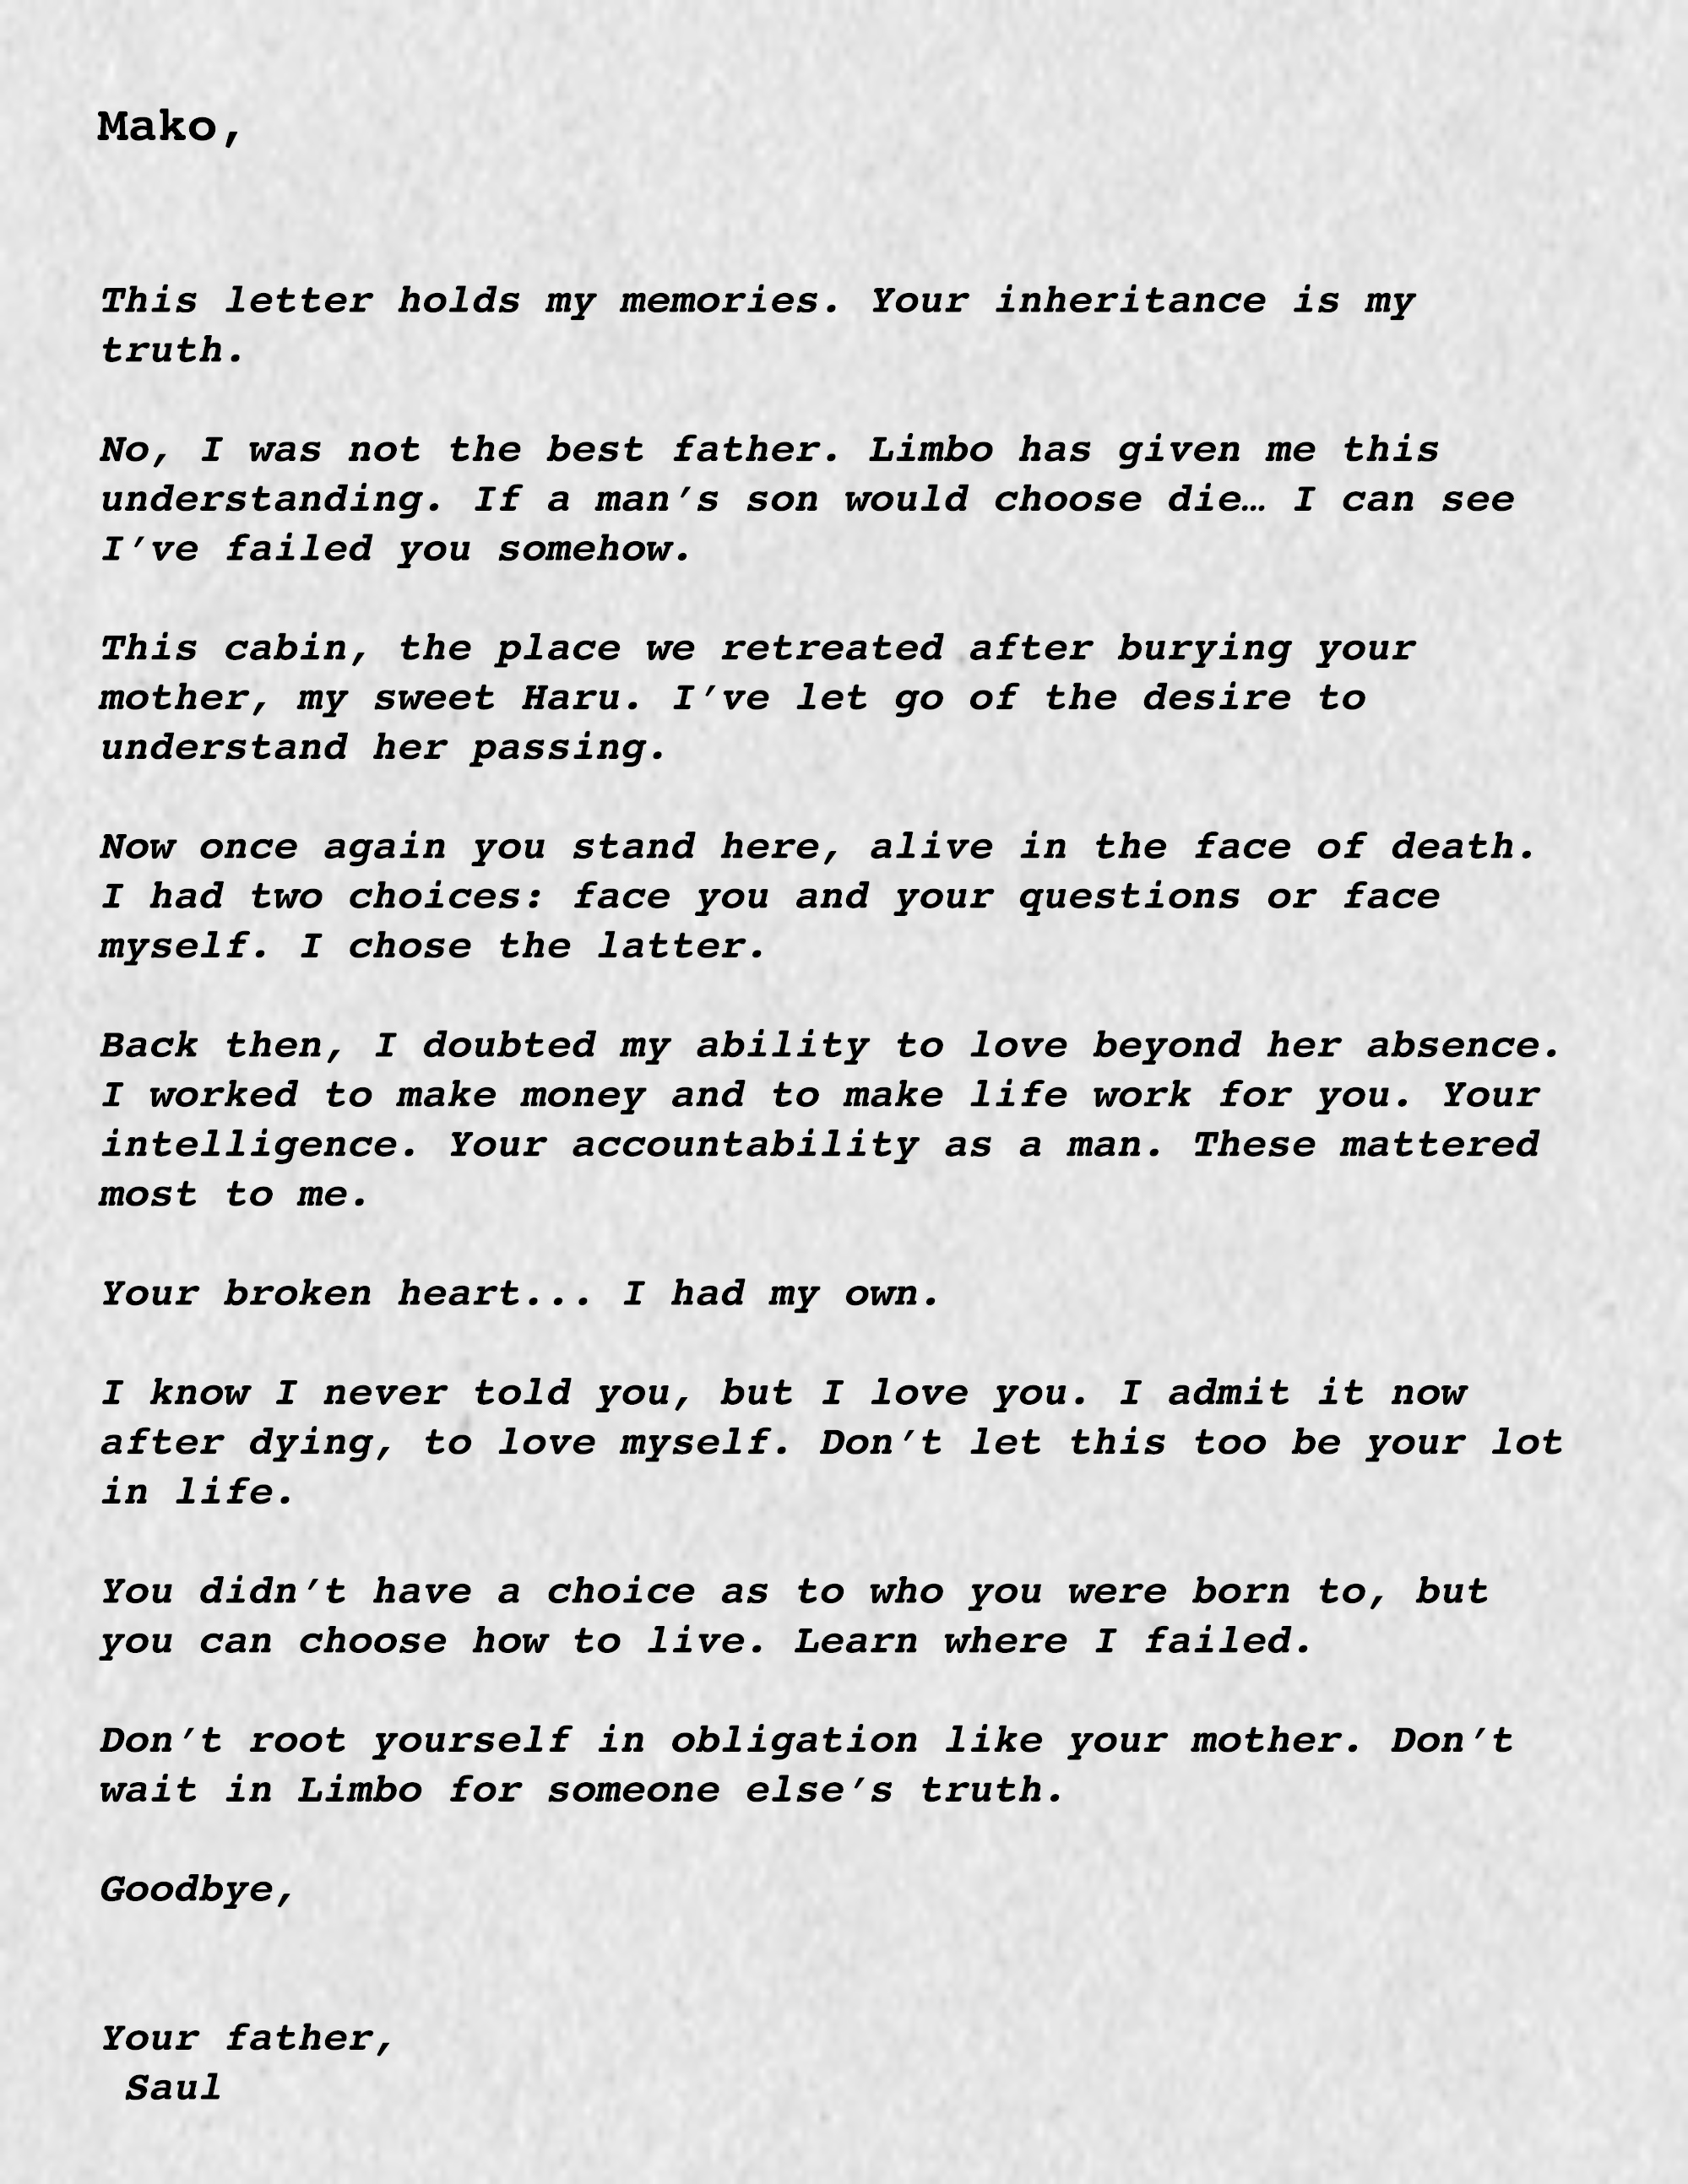 Mako,
This letter holds my memories. Your inheritance is my
truth.
No, I was not the best father. Limbo has given me this
understanding. If a man’s son would choose die… I can see
I’ve failed you somehow.
This cabin, the place we retreated after burying your
mother, my sweet Haru. I’ve let go of the desire to
understand her passing.
Now once again you stand here, alive in the face of death.
I had two choices: face you and your questions or face
myself. I chose the latter.
Back then, I doubted my ability to love beyond her absence.
I worked to make money and to make life work for you. Your
intelligence. Your accountability as a man. These mattered
most to me.
Your broken heart... I had my own.
I know I never told you, but I love you. I admit it now
after dying, to love myself. Don’t let this too be your lot
in life.
You didn’t have a choice as to who you were born to, but
you can choose how to live. Learn where I failed.
Don’t root yourself in obligation like your mother. Don’t
wait in Limbo for someone else’s truth.
Goodbye,
Your father,
Saul